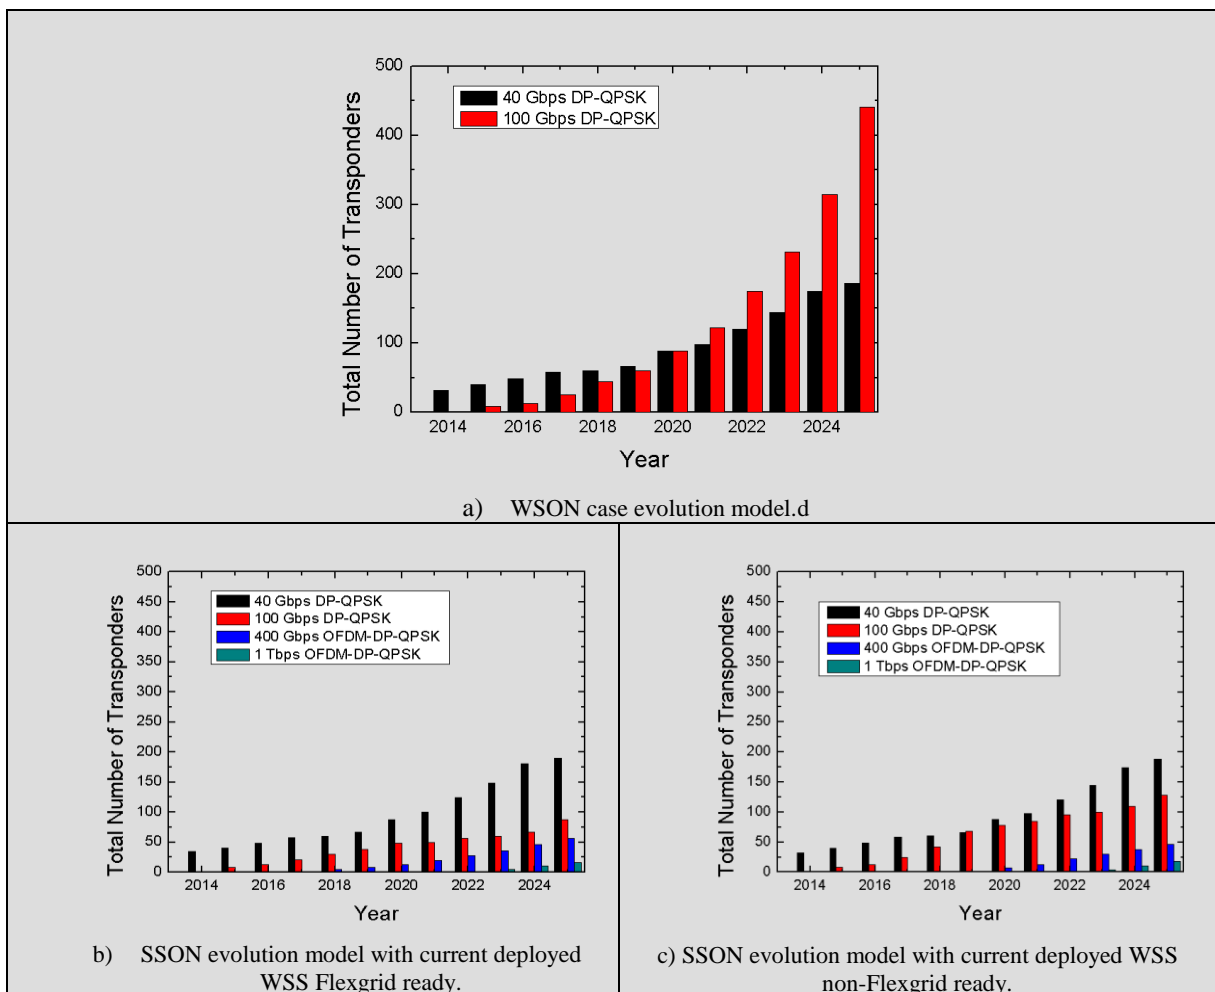 500
400
300
200
100
0
Total Number of Transponders
40 Gbps DP-QPSK
100 Gbps DP-QPSK
2014 2016 2018 2020 2022 2024
Year
a) WSON case evolution model.d
500
450
400
350
300
250
200
150
100
50
0
Total Number of Transponders
40 Gbps DP-QPSK
100 Gbps DP-QPSK
400 Gbps OFDM-DP-QPSK
1 Tbps OFDM-DP-QPSK
2014 2016 2018 2020 2022 2024
Year
b) SSON evolution model with current deployed
WSS Flexgrid ready.
500
450
400
350
300
250
200
150
100
50
0
Total Number of Transponders
40 Gbps DP-QPSK
100 Gbps DP-QPSK
400 Gbps OFDM-DP-QPSK
1 Tbps OFDM-DP-QPSK
2014 2016 2018 2020 2022 2024
Year
c) SSON evolution model with current deployed WSS
non-Flexgrid ready.